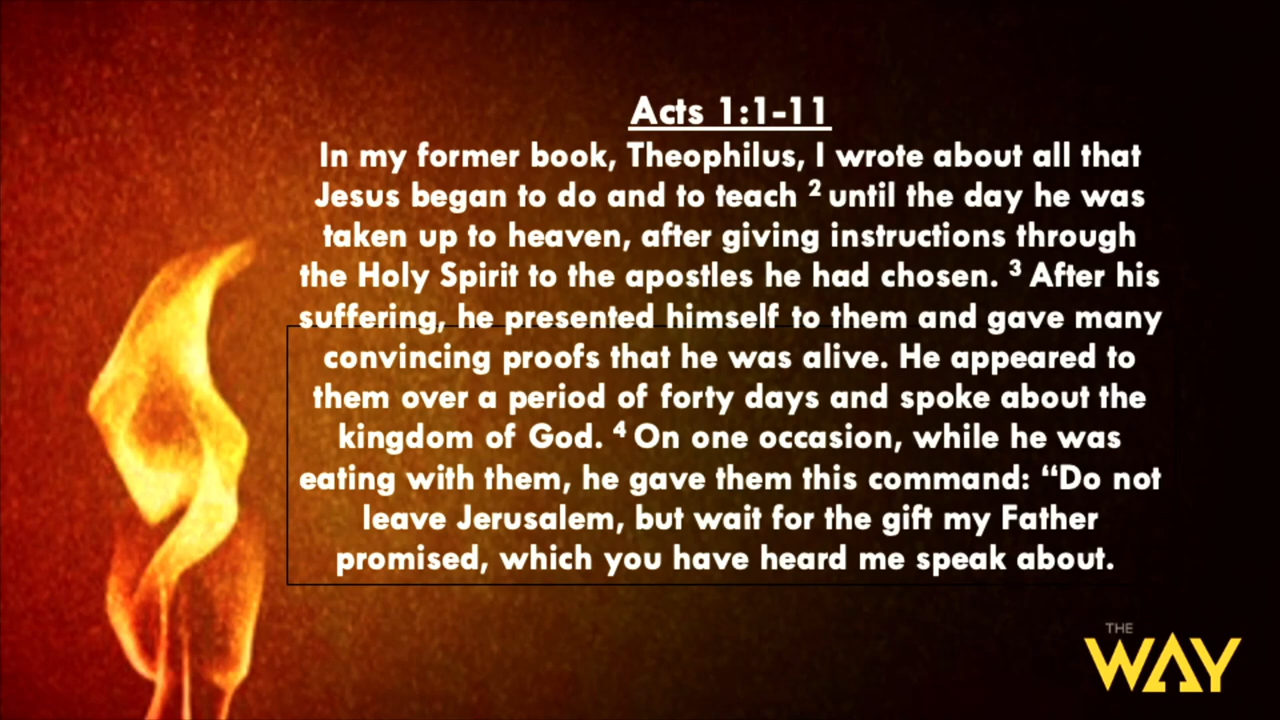 Acts 1:1-11
In my former book, Theophilus, I wrote about all that
Jesus began to do and to teach ² until the day he was
taken up to heaven, after giving instructions through
the Holy Spirit to the apostles he had chosen. ³ After his
suffering, he presented himself to them and gave many
convincing proofs that he was alive. He appeared to
them over a period of forty days and spoke about the
kingdom of God. ⁴ On one occasion, while he was
eating with them, he gave them this command: “Do not
leave Jerusalem, but wait for the gift my Father
promised, which you have heard me speak about.
THE
WAY